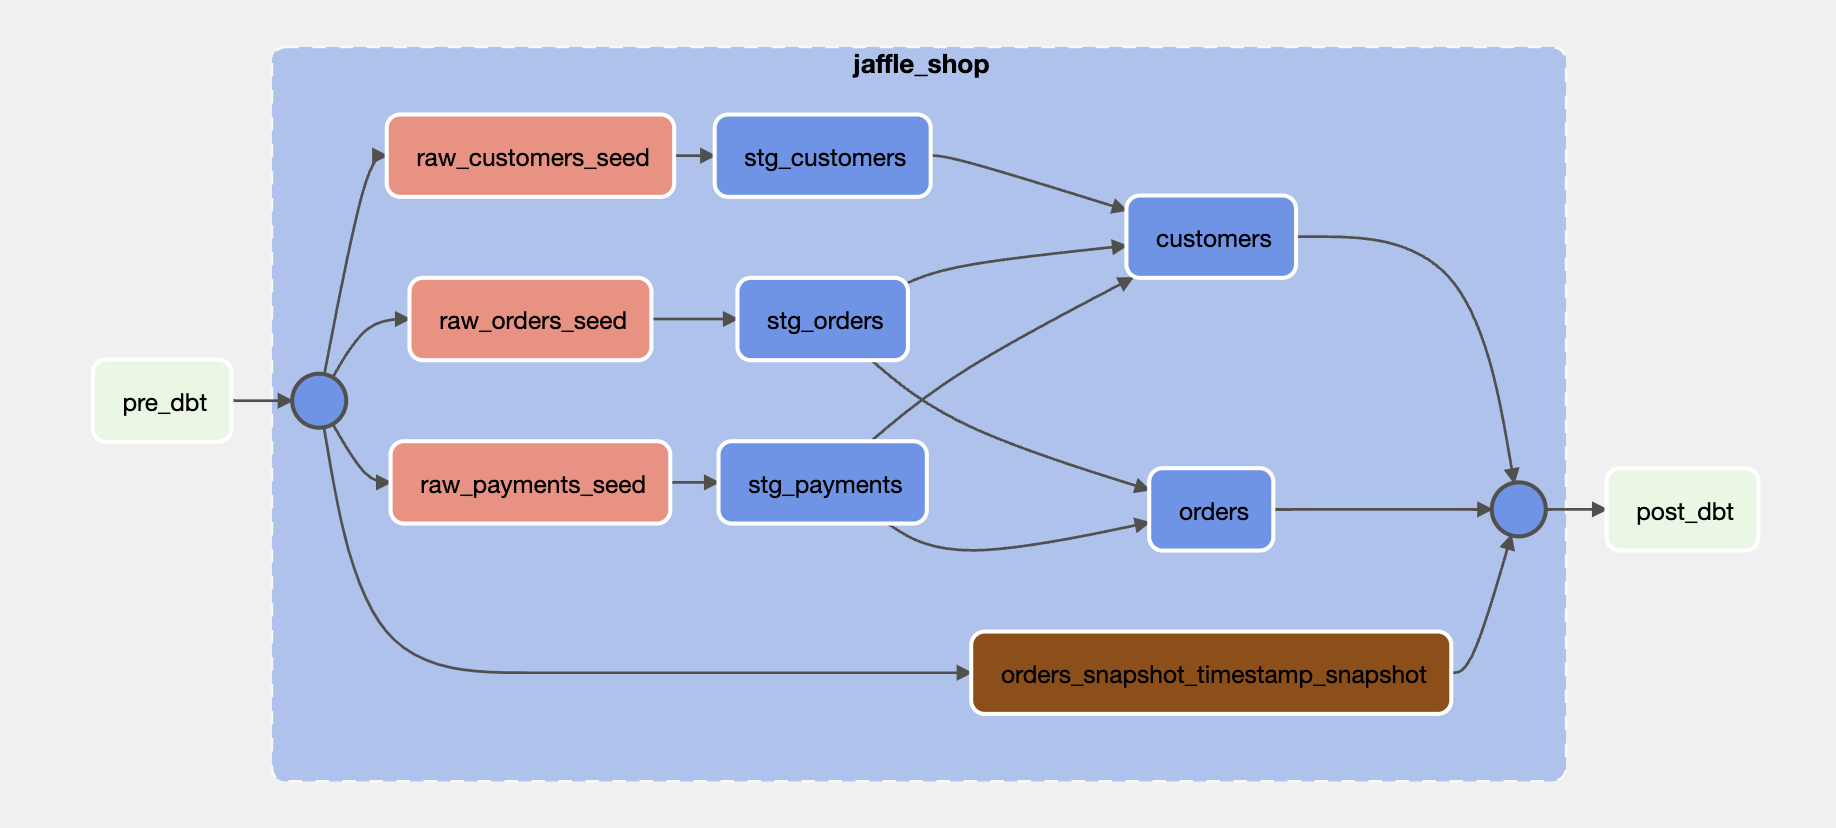 jaffle_shop
raw_customers_seed
stg_customers
customers
raw_orders_seed
stg_orders
pre_dbt
raw_payments_seed
stg_payments
orders
post_dbt
orders_snapshot_timestamp_snapshot